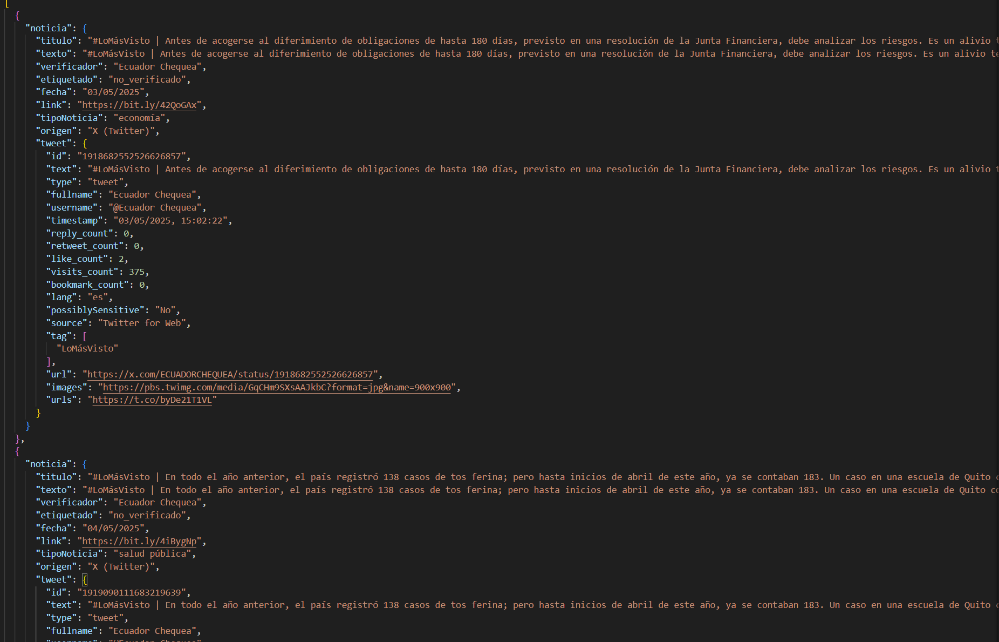 [
{
"noticia": {
"titulo": "#LoMásVisto | Antes de acogerse al diferimiento de obligaciones de hasta 180 días, previsto en una resolución de la Junta Financiera, debe analizar los riesgos. Es un alivio
"texto": "#LoMásVisto | Antes de acogerse al diferimiento de obligaciones de hasta 180 días, previsto en una resolución de la Junta Financiera, debe analizar los riesgos. Es un alivio
"verificador": "Ecuador Chequea",
"etiquetado": "no_verificado",
"fecha": "03/05/2025",
"link": "https://bit.ly/42QoGAx",
"tipoNoticia": "economía",
"origen": "X (Twitter)",
"tweet": {
"id": "1918682552526626857",
"text": "#LoMásVisto | Antes de acogerse al diferimiento de obligaciones de hasta 180 días, previsto en una resolución de la Junta Financiera, debe analizar los riesgos. Es un alivio
"type": "tweet",
"fullname": "Ecuador Chequea",
"username": "@Ecuador Chequea",
"timestamp": "03/05/2025, 15:02:22",
"reply_count": 0,
"retweet_count": 0,
"like_count": 2,
"visits_count": 375,
"bookmark_count": 0,
"lang": "es",
"possiblySensitive": "No",
"source": "Twitter for Web",
"tag": [
"LoMásVisto"
],
"url": "https://x.com/ECUADORCHEQUEA/status/1918682552526626857",
"images": "https://pbs.twimg.com/media/GqCHm9SXsAAJkbC?format=jpg&name=900x900",
"urls": "https://t.co/byDe21T1VL"
}
}
},
{
"noticia": {
"titulo": "#LoMásVisto | En todo el año anterior, el país registró 138 casos de tos ferina; pero hasta inicios de abril de este año, ya se contaban 183. Un caso en una escuela de Quito
"texto": "#LoMásVisto | En todo el año anterior, el país registró 138 casos de tos ferina; pero hasta inicios de abril de este año, ya se contaban 183. Un caso en una escuela de Quito
"verificador": "Ecuador Chequea",
"etiquetado": "no_verificado",
"fecha": "04/05/2025",
"link": "https://bit.ly/4iBygNp",
"tipoNoticia": "salud pública",
"origen": "X (Twitter)",
"tweet": {
"id": "1919090111683219639",
"text": "#LoMásVisto | En todo el año anterior, el país registró 138 casos de tos ferina; pero hasta inicios de abril de este año, ya se contaban 183. Un caso en una escuela de Quito
"type": "tweet",
"fullname": "Ecuador Chequea",